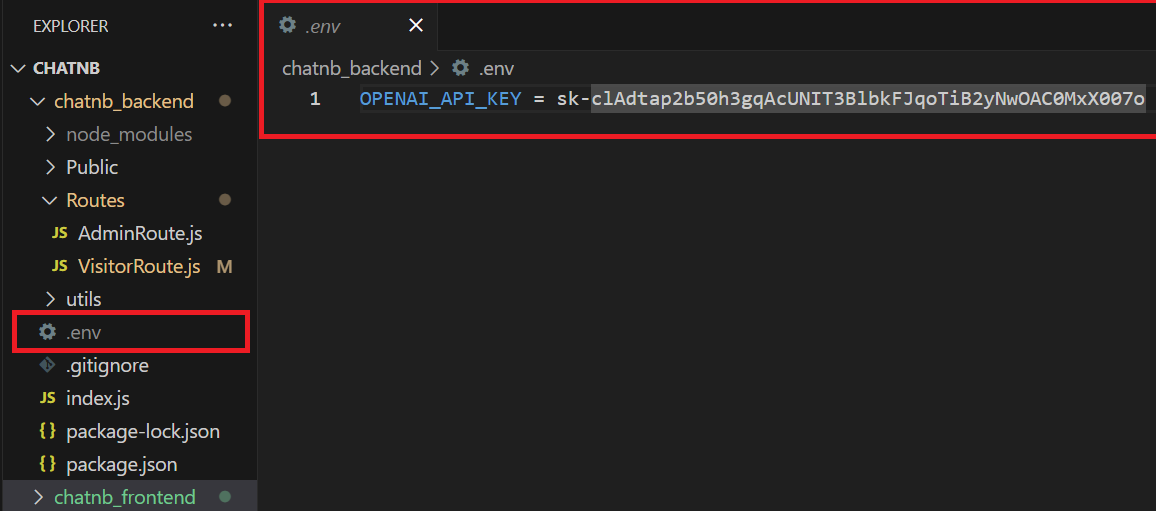 EXPLORER ...
CHATNB
chatnb_backend
node_modules
Public
Routes
JS AdminRoute.js
JS VisitorRoute.js M
utils
.env
.gitignore
JS index.js
{} package-lock.json
{} package.json
chatnb_frontend
.env
chatnb_backend > .env
1 OPENAI_API_KEY = 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